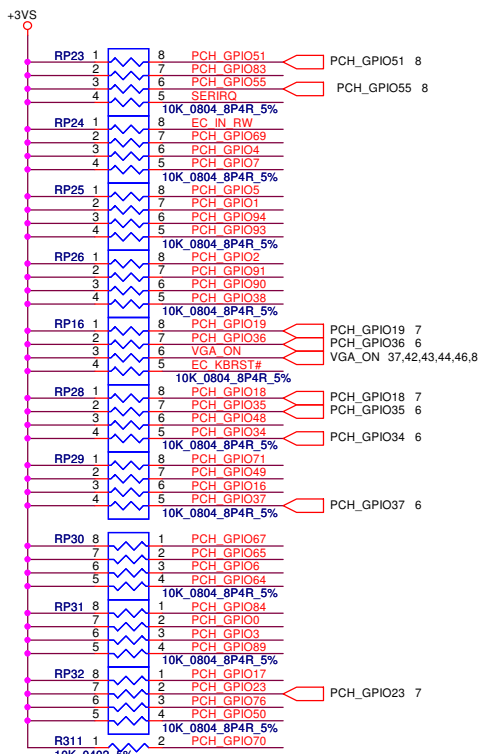 +3VS
RP23 1 8 PCH_GPIO51 PCH_GPIO51 8
2 7 PCH_GPIO83
3 6 PCH_GPIO55 PCH_GPIO55 8
4 5 SERIRQ
10K_0804_8P4R_5%
RP24 1 8 EC_IN_RW
2 7 PCH_GPIO69
3 6 PCH_GPIO4
4 5 PCH_GPIO7
10K_0804_8P4R_5%
RP25 1 8 PCH_GPIO5
2 7 PCH_GPIO1
3 6 PCH_GPIO94
4 5 PCH_GPIO93
10K_0804_8P4R_5%
RP26 1 8 PCH_GPIO2
2 7 PCH_GPIO91
3 6 PCH_GPIO90
4 5 PCH_GPIO38
10K_0804_8P4R_5%
RP16 1 8 PCH_GPIO19 PCH_GPIO19 7
2 7 PCH_GPIO36 PCH_GPIO36 6
3 6 VGA_ON VGA_ON 37,42,43,44,46,8
4 5 EC_KBRST#
10K_0804_8P4R_5%
RP28 1 8 PCH_GPIO18 PCH_GPIO18 7
2 7 PCH_GPIO35 PCH_GPIO35 6
3 6 PCH_GPIO48
4 5 PCH_GPIO34 PCH_GPIO34 6
10K_0804_8P4R_5%
RP29 1 8 PCH_GPIO71
2 7 PCH_GPIO49
3 6 PCH_GPIO16
4 5 PCH_GPIO37 PCH_GPIO37 6
10K_0804_8P4R_5%
RP30 8 1 PCH_GPIO67
7 2 PCH_GPIO65
6 3 PCH_GPIO6
5 4 PCH_GPIO64
10K_0804_8P4R_5%
RP31 8 1 PCH_GPIO84
7 2 PCH_GPIO0
6 3 PCH_GPIO3
5 4 PCH_GPIO89
10K_0804_8P4R_5%
RP32 8 1 PCH_GPIO17
7 2 PCH_GPIO23 PCH_GPIO23 7
6 3 PCH_GPIO76
5 4 PCH_GPIO50
10K_0804_8P4R_5%
R311 1 2 PCH_GPIO70
10K_0402_5%